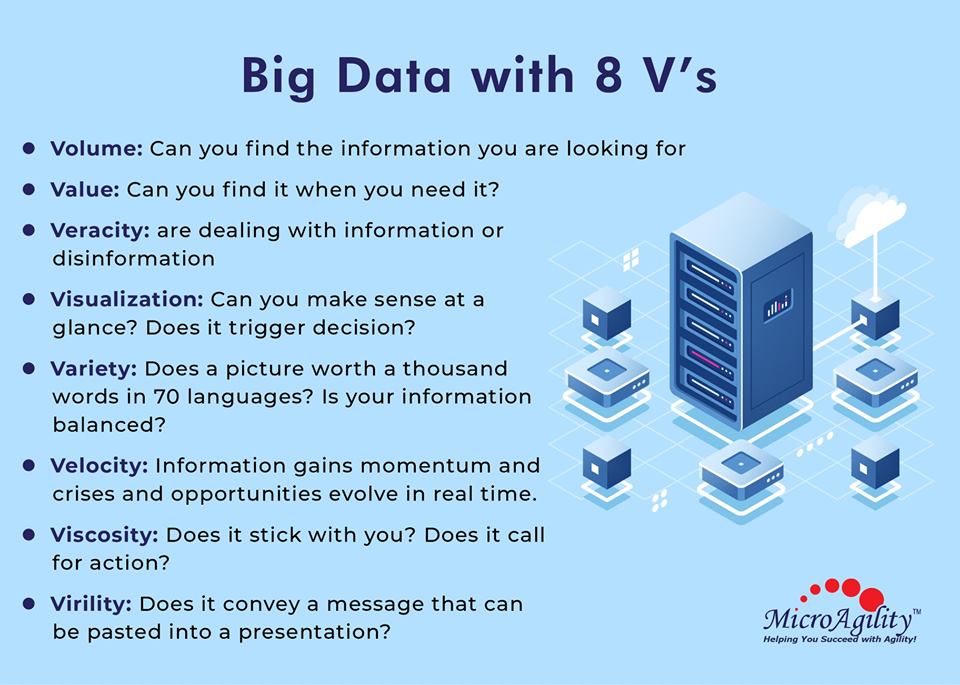 Big Data with 8 V's
● Volume: Can you find the information you are looking for
● Value: Can you find it when you need it?
● Veracity: are dealing with information or
disinformation
● Visualization: Can you make sense at a
glance? Does it trigger decision?
● Variety: Does a picture worth a thousand
words in 70 languages? Is your information
balanced?
● Velocity: Information gains momentum and
crises and opportunities evolve in real time.
● Viscosity: Does it stick with you? Does it call
for action?
● Virility: Does it convey a message that can
be pasted into a presentation?
MicroAgility™
Helping You Succeed with Agility!